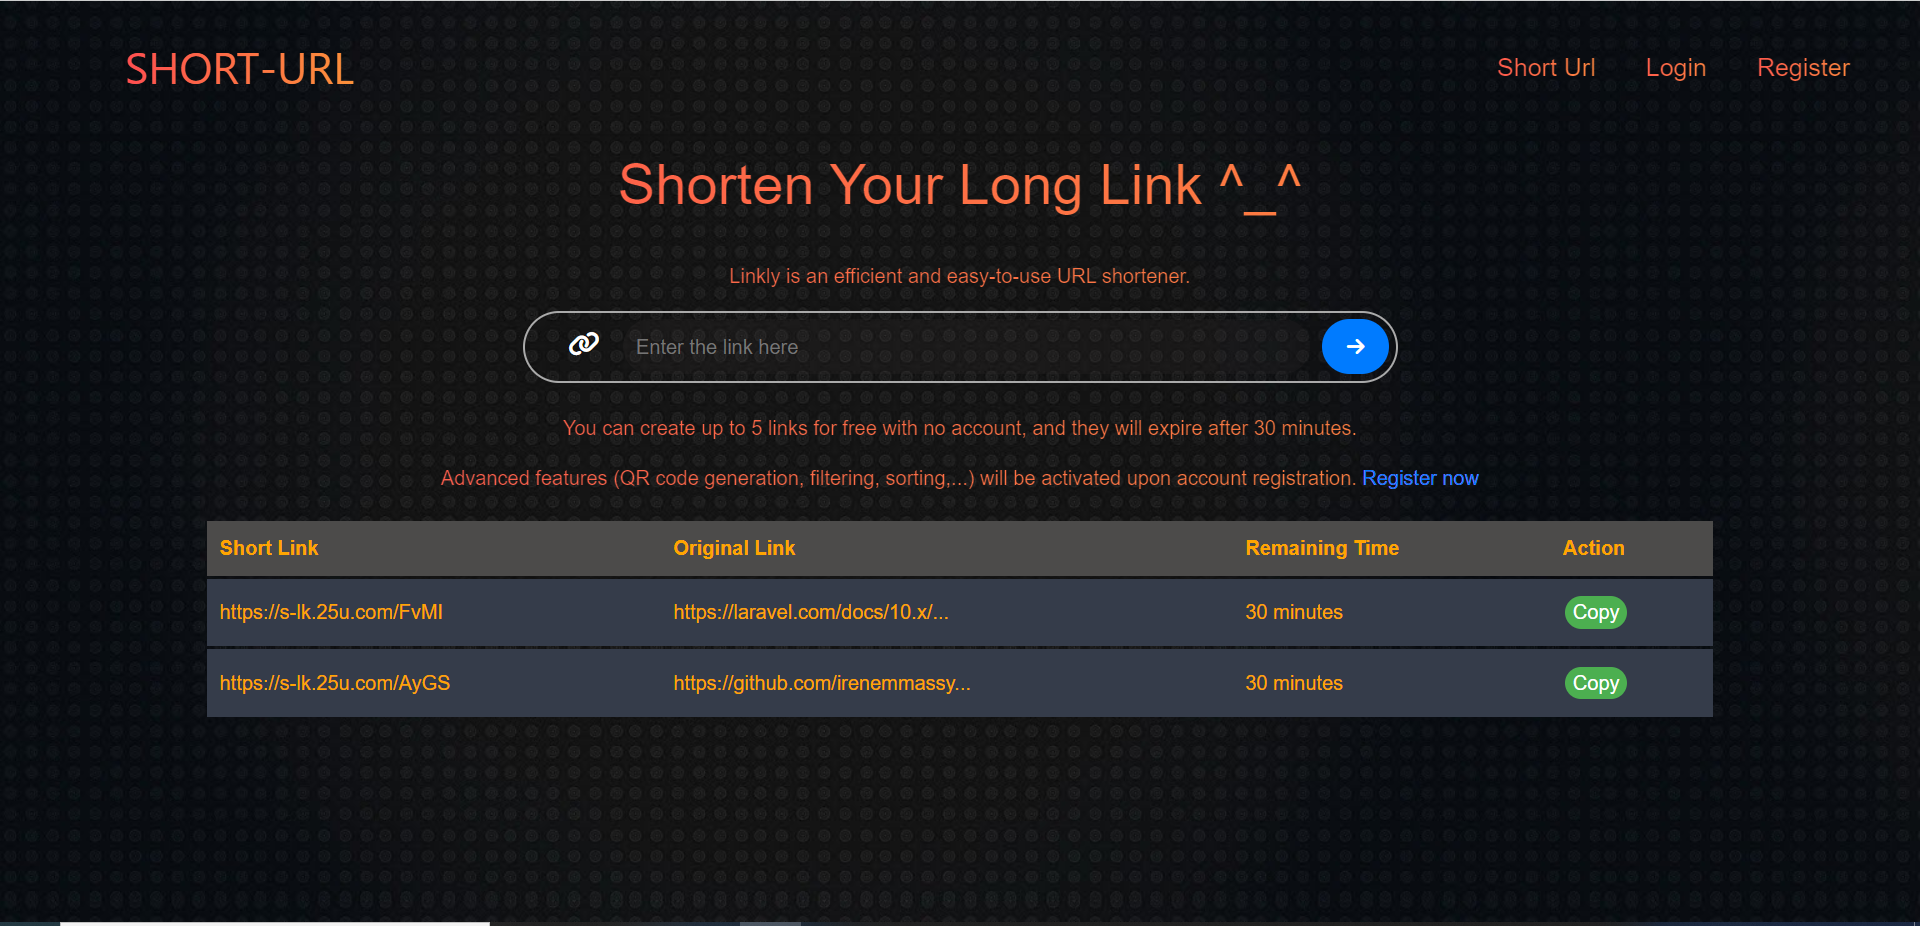 SHORT-URL
Short Url Login Register
Shorten Your Long Link ^_^
Linkly is an efficient and easy-to-use URL shortener.
Enter the link here
You can create up to 5 links for free with no account, and they will expire after 30 minutes.
Advanced features (QR code generation, filtering, sorting,...) will be activated upon account registration. Register now
Short Link Original Link Remaining Time Action
https://s-lk.25u.com/FvMI https://laravel.com/docs/10.x/... 30 minutes Copy
https://s-lk.25u.com/AyGS https://github.com/irenemmassy... 30 minutes Copy